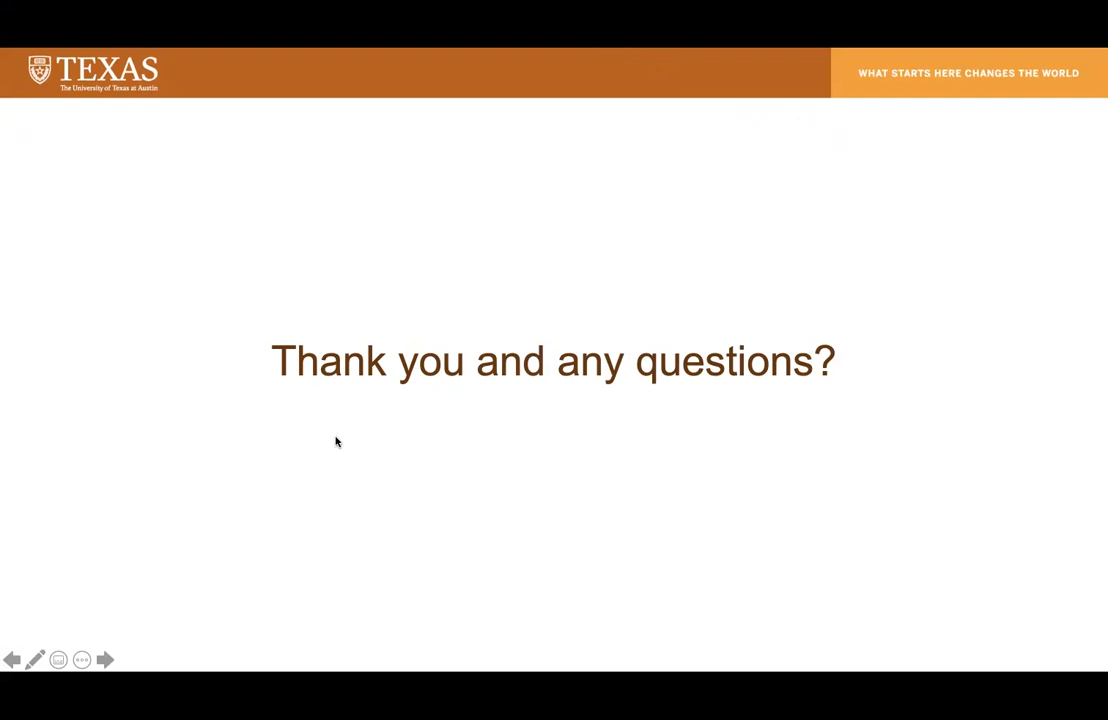 TEXAS
The University of Texas at Austin
WHAT STARTS HERE CHANGES THE WORLD
Thank you and any questions?